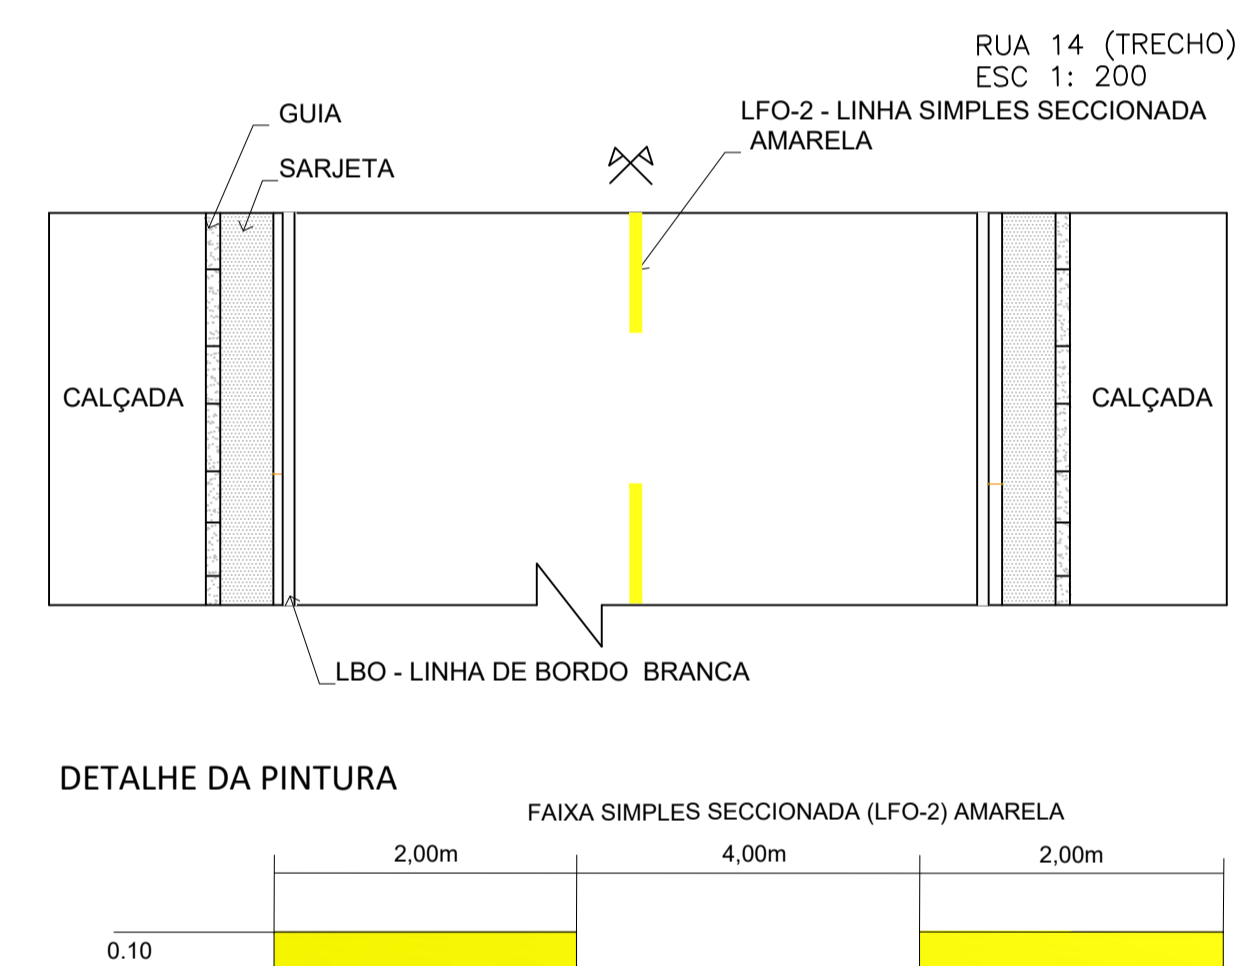 RUA 14 (TRECHO)
ESC 1: 200
GUIA
LFO-2 - LINHA SIMPLES SECCIONADA
AMARELA
SARJETA
CALÇADA
CALÇADA
LBO - LINHA DE BORDO BRANCA
DETALHE DA PINTURA
FAIXA SIMPLES SECCIONADA (LFO-2) AMARELA
2,00m 4,00m 2,00m
0.10